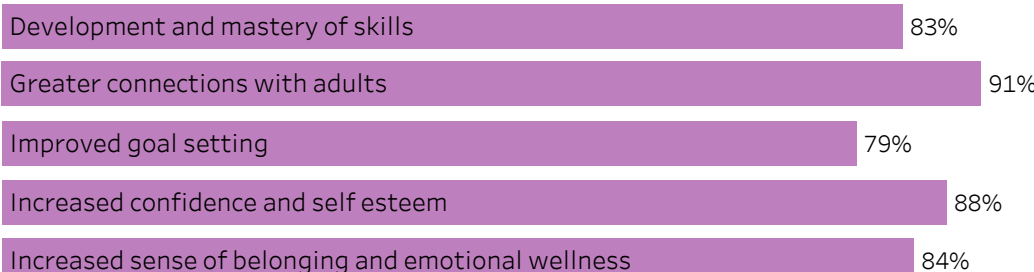 Development and mastery of skills 83%
Greater connections with adults 91%
Improved goal setting 79%
Increased confidence and self esteem 88%
Increased sense of belonging and emotional wellness 84%